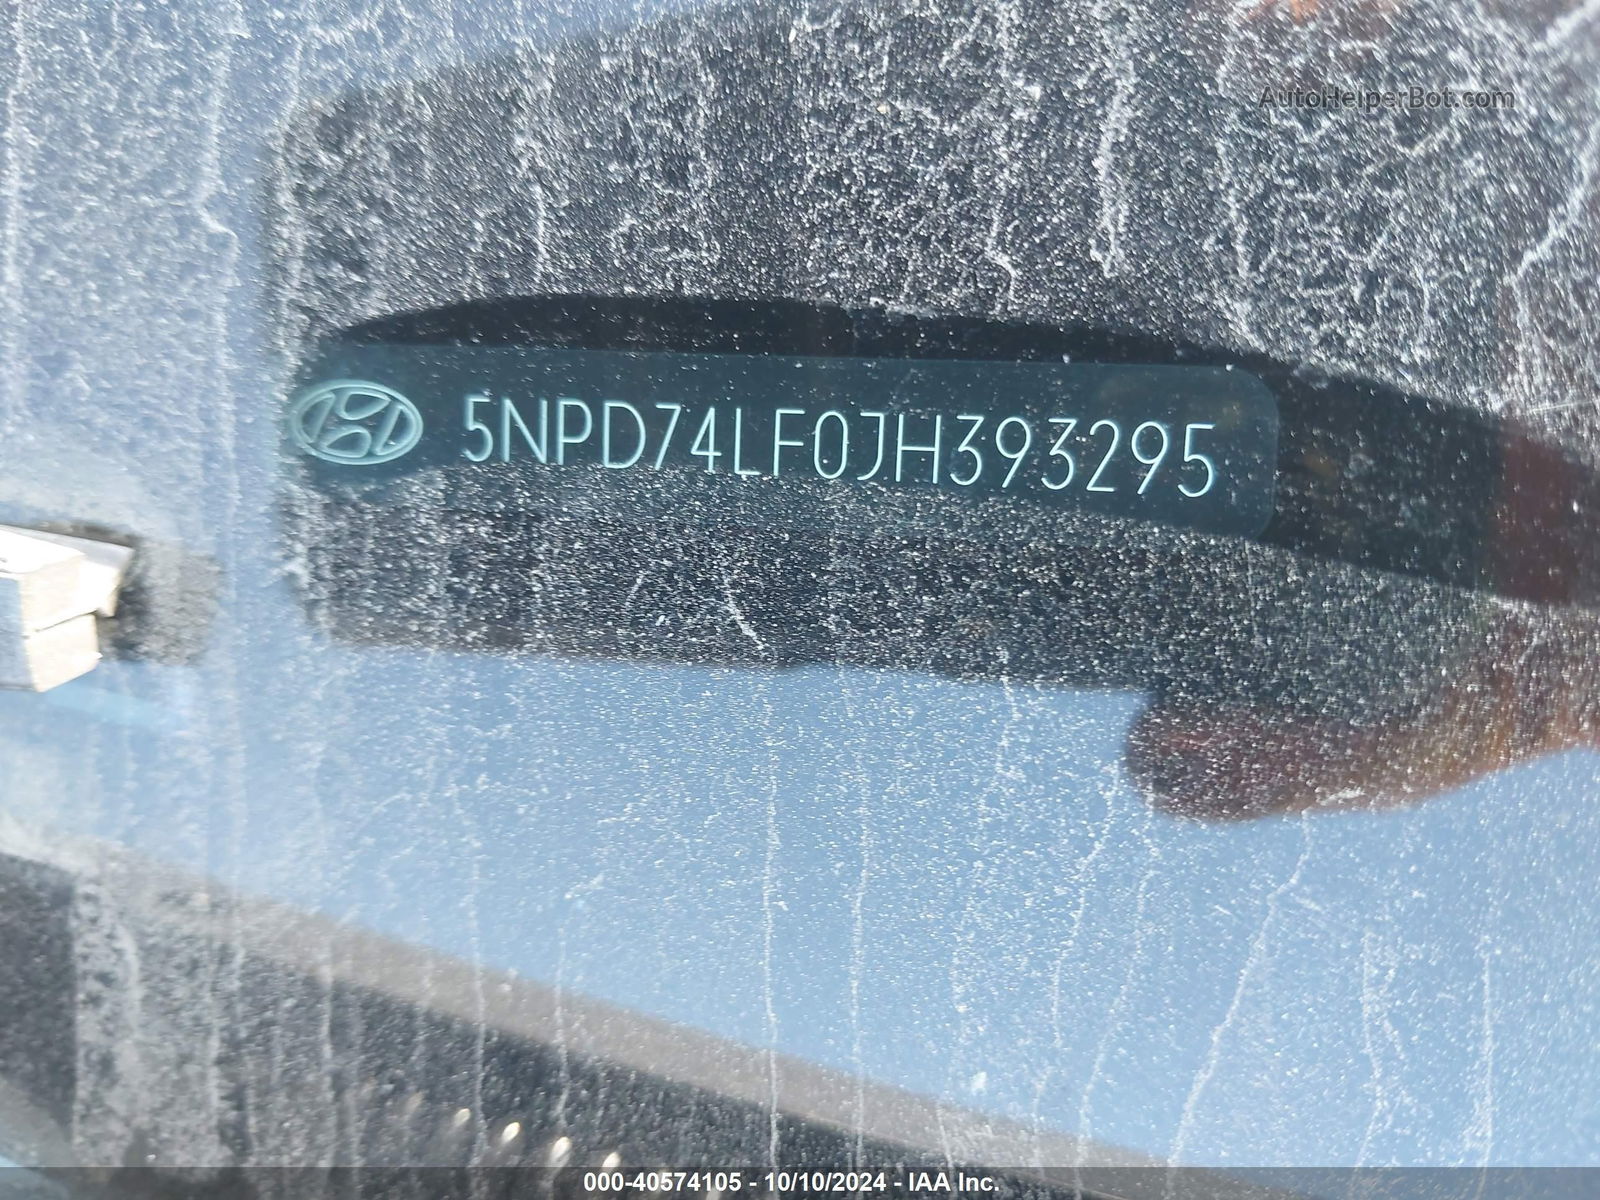 AutoHelperBot.com
5NPD74LF0JH393295
000-40574105 - 10/10/2024 - IAA Inc.